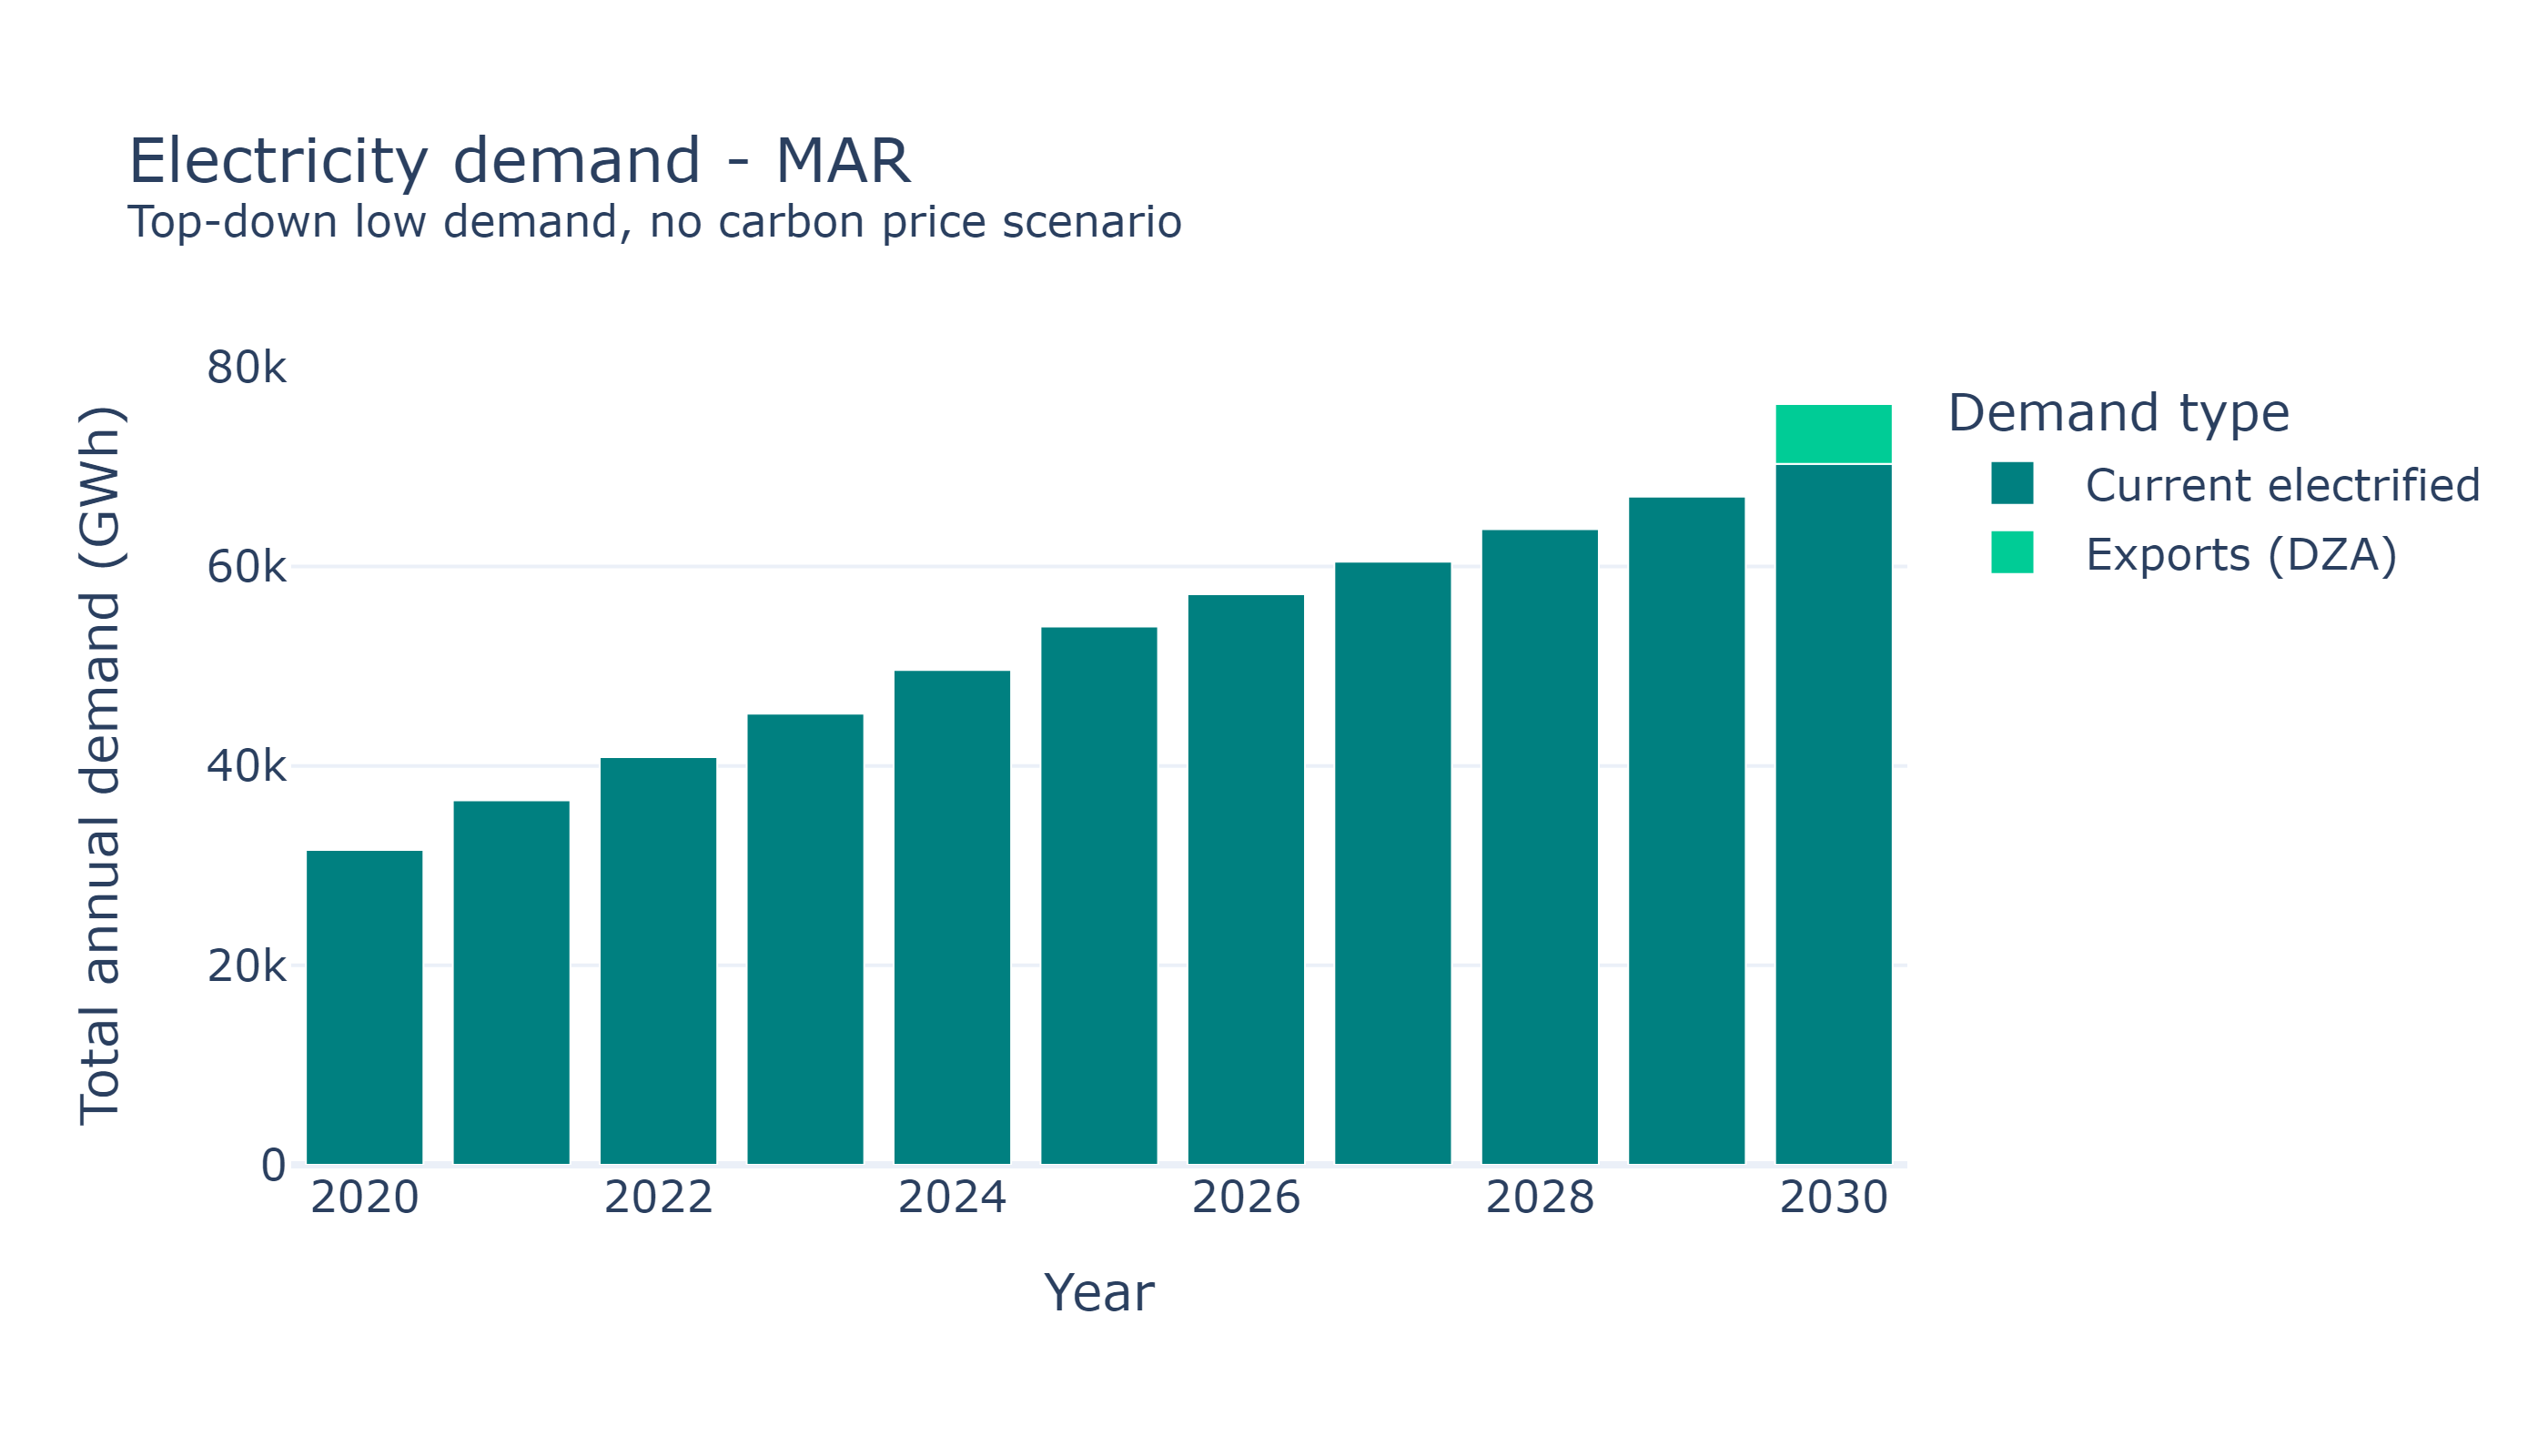 Electricity demand - MAR
Top-down low demand, no carbon price scenario
Total annual demand (GWh)
80k
60k
40k
20k
0
2020
2022
2024
2026
2028
2030
Year
Demand type
Current electrified
Exports (DZA)